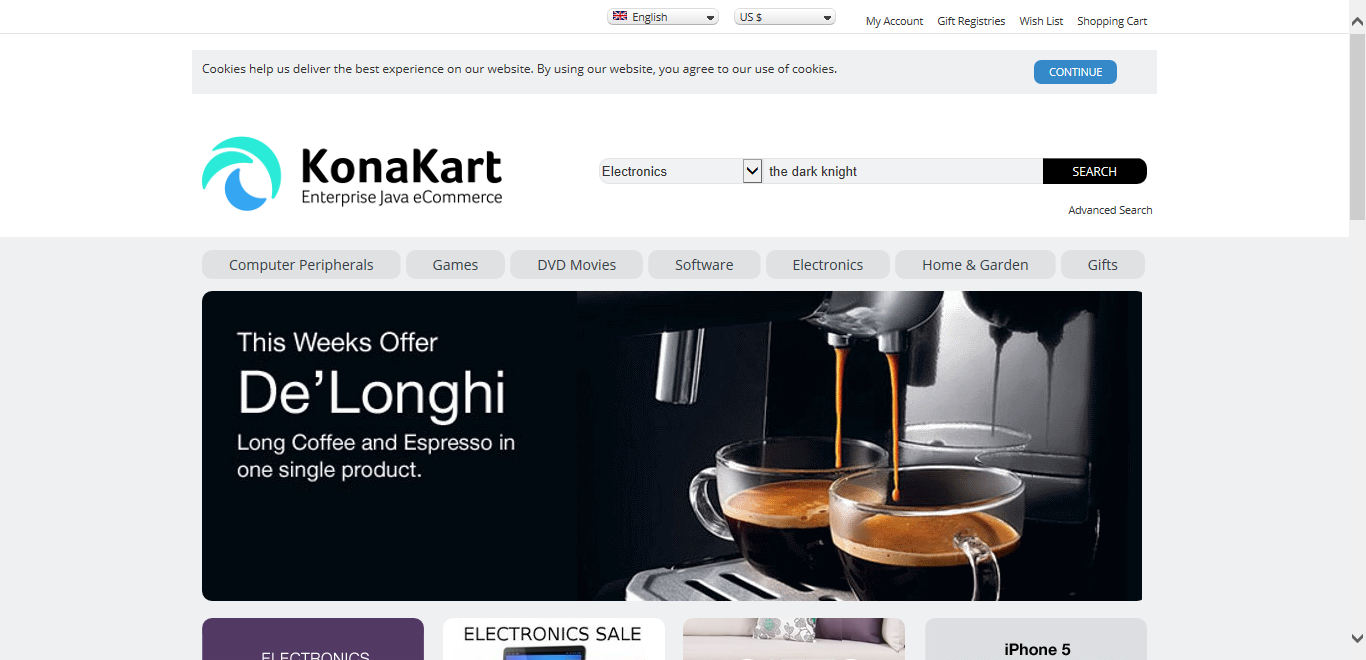 English US $ My Account Gift Registries Wish List Shopping Cart
Cookies help us deliver the best experience on our website. By using our website, you agree to our use of cookies. CONTINUE
KonaKart
Enterprise Java eCommerce
Electronics the dark knight SEARCH
Advanced Search
Computer Peripherals Games DVD Movies Software Electronics Home & Garden Gifts
This Weeks Offer
De’Longhi
Long Coffee and Espresso in
one single product.
ELECTRONICS
ELECTRONICS SALE
iPhone 5